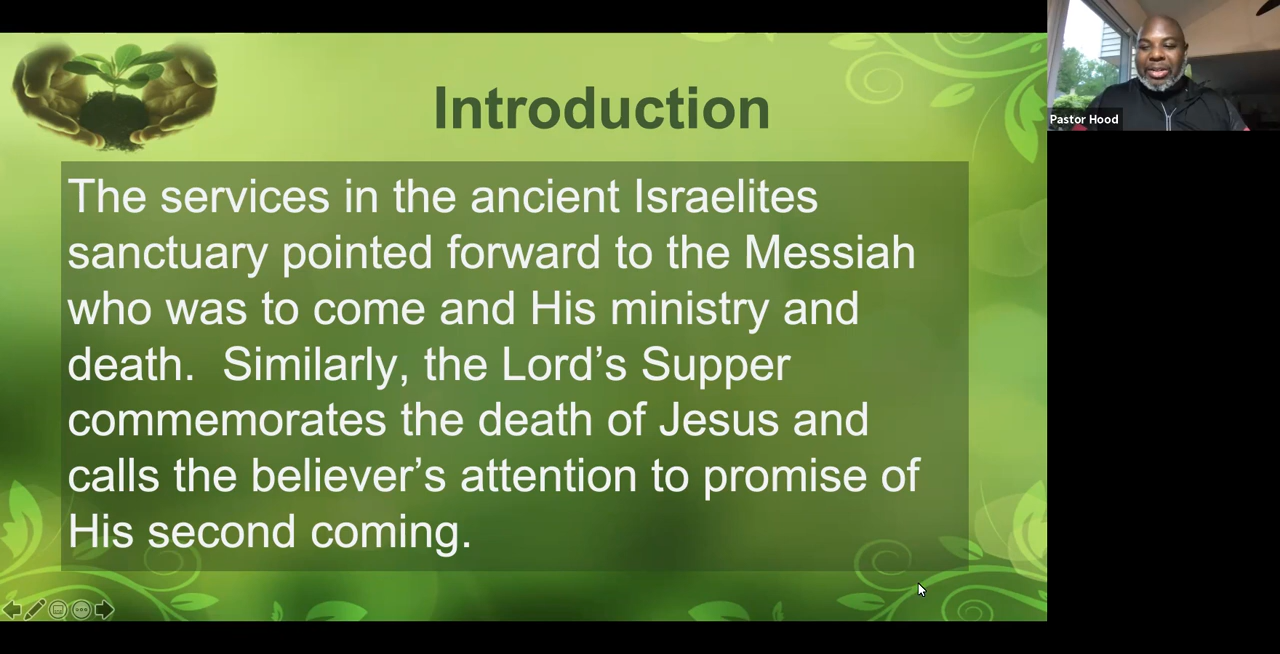 Introduction
The services in the ancient Israelites
sanctuary pointed forward to the Messiah
who was to come and His ministry and
death.  Similarly, the Lord’s Supper
commemorates the death of Jesus and
calls the believer’s attention to promise of
His second coming.
Pastor Hood